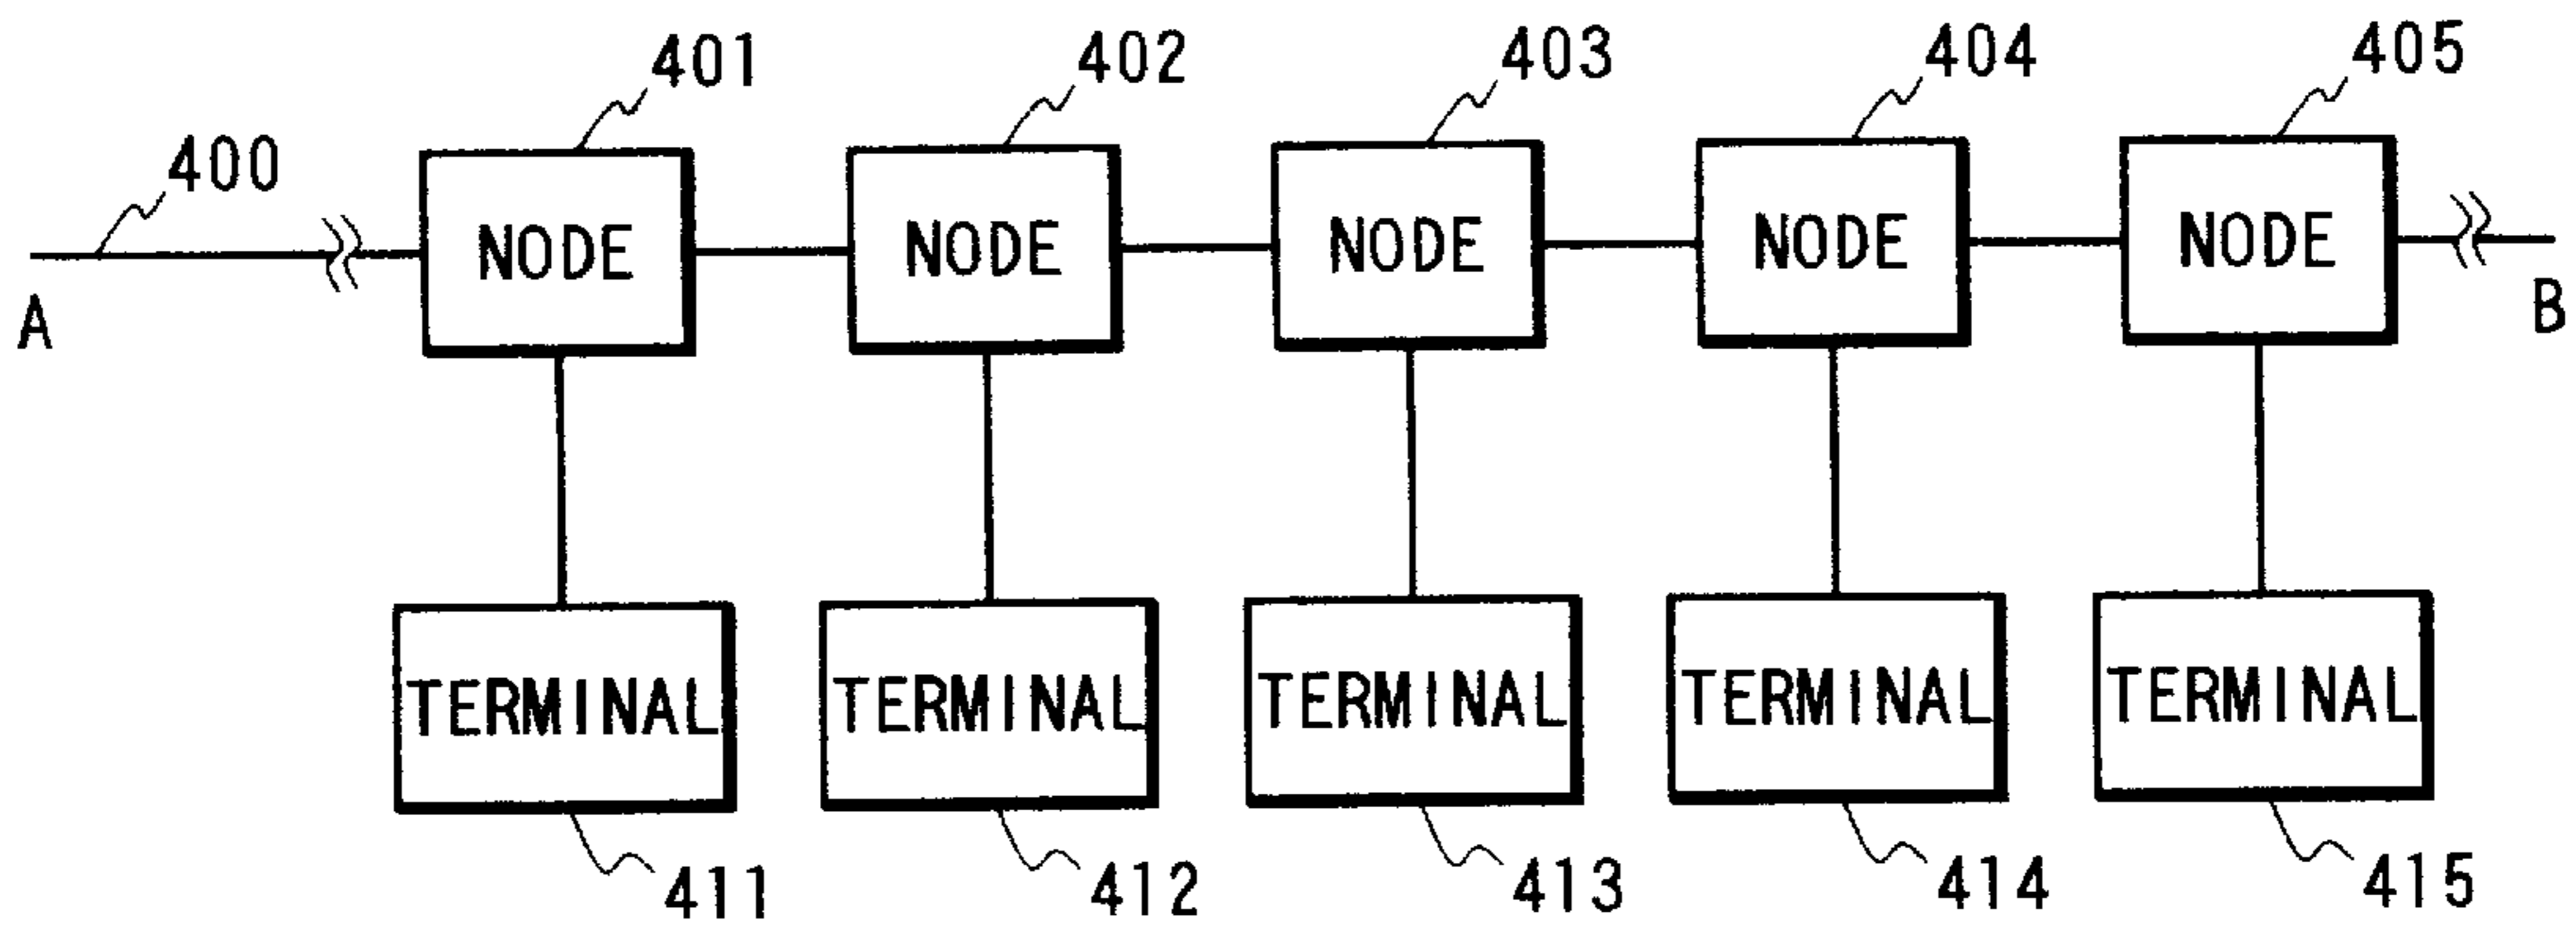 401 402 403 404 405
400
NODE NODE NODE NODE NODE
A B
TERMINAL TERMINAL TERMINAL TERMINAL TERMINAL
411 412 413 414 415